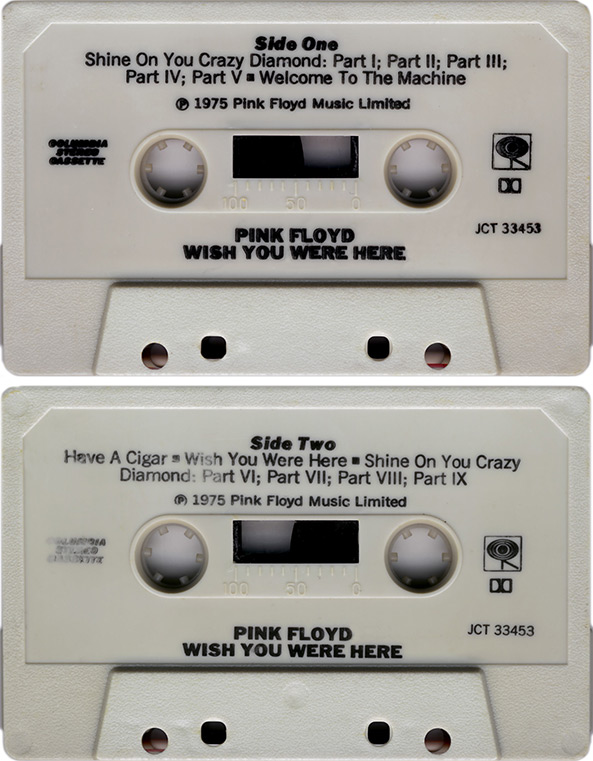 Side One
Shine On You Crazy Diamond: Part I; Part II; Part III;
Part IV; Part V ▪ Welcome To The Machine
℗ 1975 Pink Floyd Music Limited
COLUMBIA
STEREO
CASSETTE
100 50 0
JCT 33453
PINK FLOYD
WISH YOU WERE HERE
Side Two
Have A Cigar ▪ Wish You Were Here ▪ Shine On You Crazy
Diamond: Part VI; Part VII; Part VIII; Part IX
℗ 1975 Pink Floyd Music Limited
COLUMBIA
STEREO
CASSETTE
100 50 0
JCT 33453
PINK FLOYD
WISH YOU WERE HERE